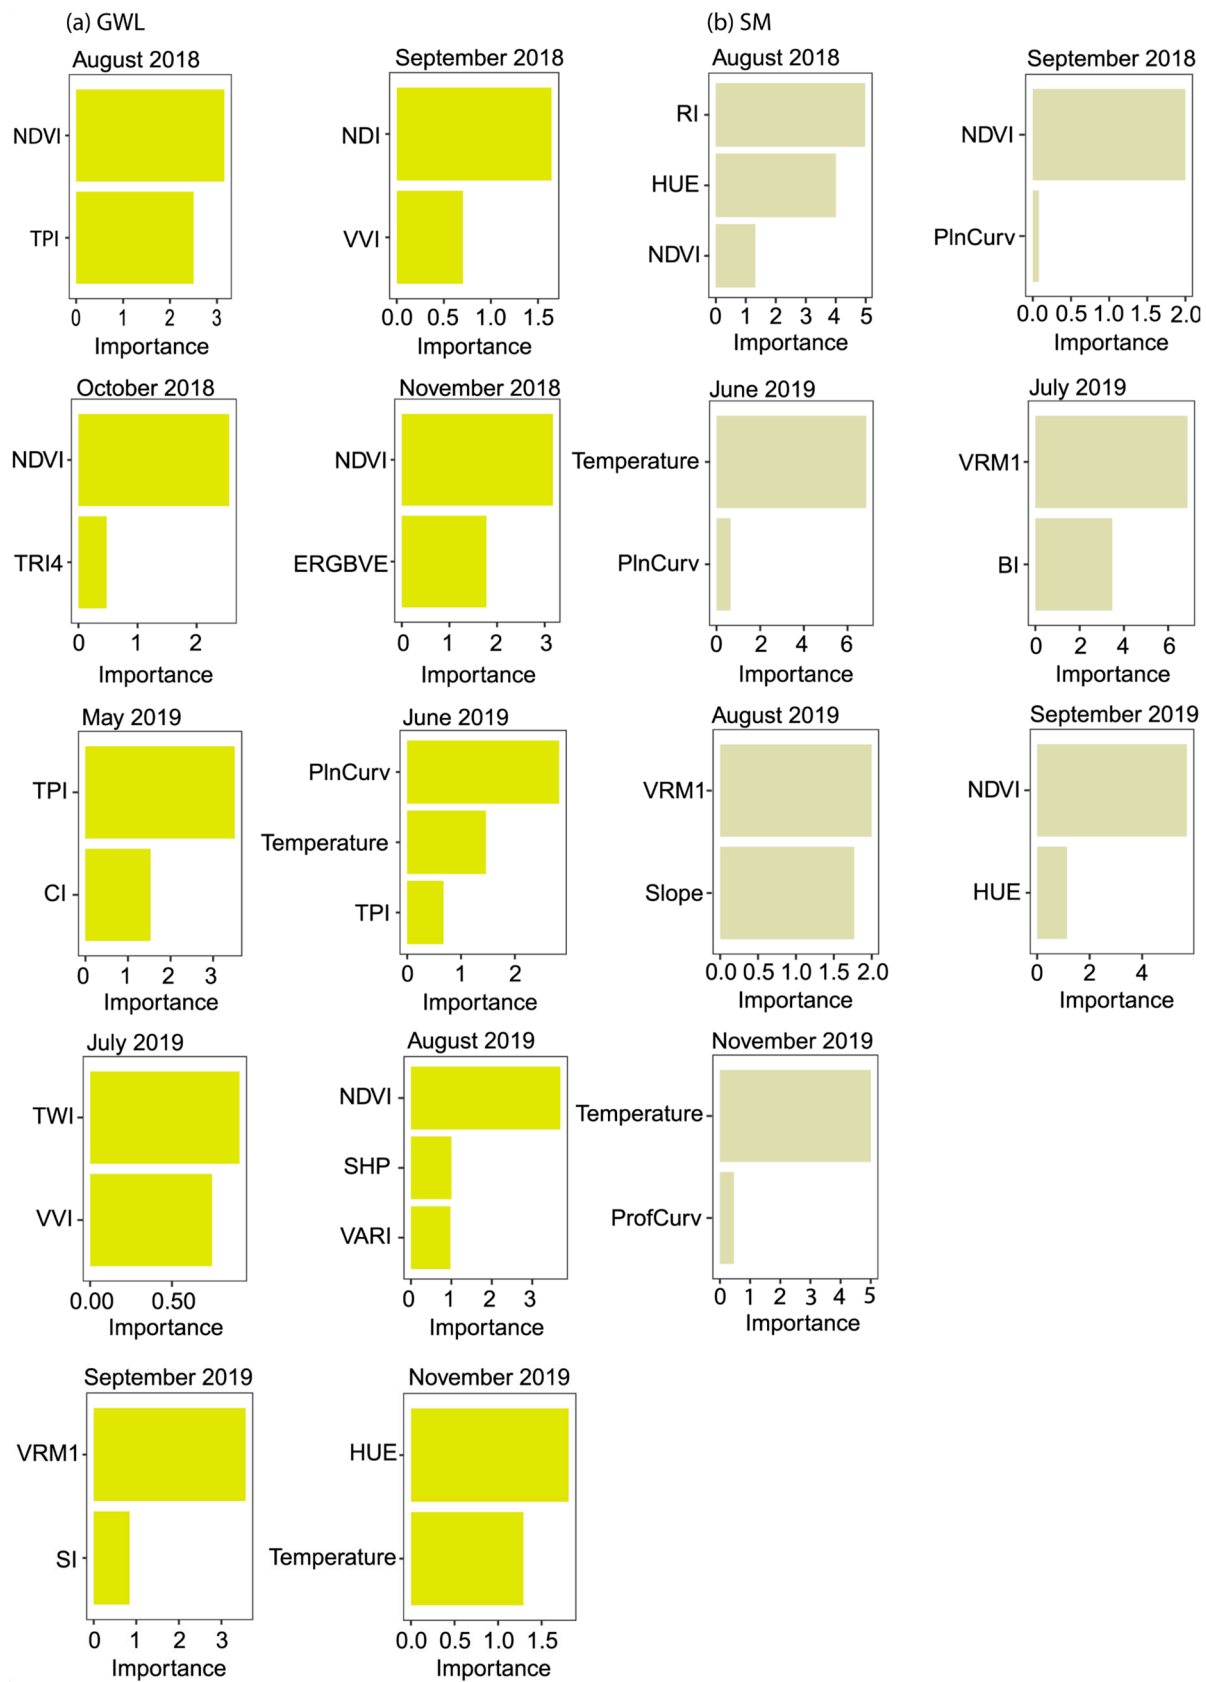 (a) GWL
(b) SM
August 2018
NDVI
TPI
0 1 2 3
Importance
September 2018
NDI
VVI
0.0 0.5 1.0 1.5
Importance
August 2018
RI
HUE
NDVI
0 1 2 3 4 5
Importance
September 2018
NDVI
PlnCurv
0.0 0.5 1.0 1.5 2.0
Importance
October 2018
NDVI
TRI4
0 1 2
Importance
November 2018
NDVI
ERGBVE
0 1 2 3
Importance
June 2019
Temperature
PlnCurv
0 2 4 6
Importance
July 2019
VRM1
BI
0 2 4 6
Importance
May 2019
TPI
CI
0 1 2 3
Importance
June 2019
PlnCurv
Temperature
TPI
0 1 2
Importance
August 2019
VRM1
Slope
0.0 0.5 1.0 1.5 2.0
Importance
September 2019
NDVI
HUE
0 2 4
Importance
July 2019
TWI
VVI
0.00 0.50
Importance
August 2019
NDVI
SHP
VARI
0 1 2 3
Importance
November 2019
Temperature
ProfCurv
0 1 2 3 4 5
Importance
September 2019
VRM1
SI
0 1 2 3
Importance
November 2019
HUE
Temperature
0.0 0.5 1.0 1.5
Importance